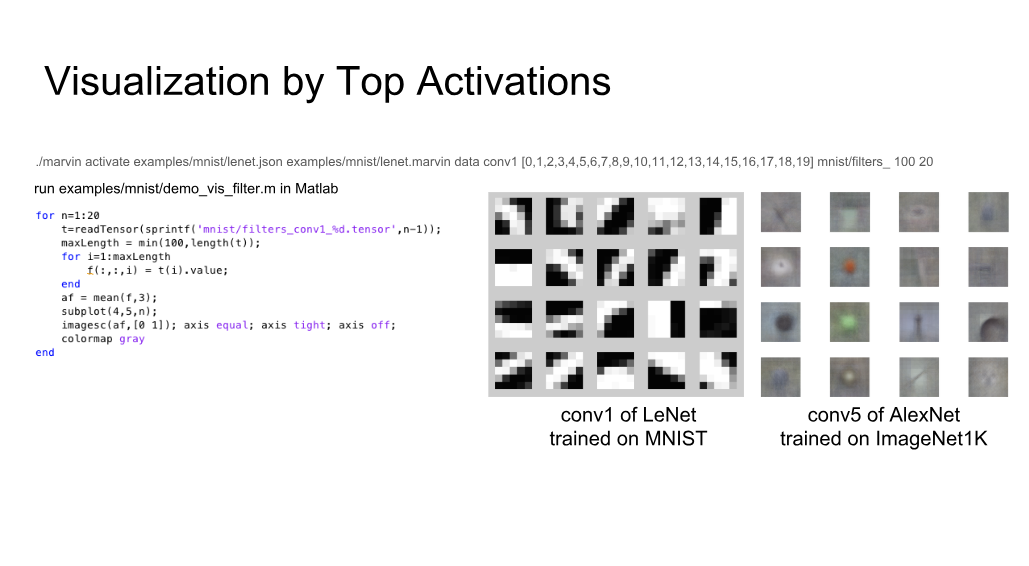 Visualization by Top Activations
./marvin activate examples/mnist/lenet.json examples/mnist/lenet.marvin data conv1 [0,1,2,3,4,5,6,7,8,9,10,11,12,13,14,15,16,17,18,19] mnist/filters_ 100 20
run examples/mnist/demo_vis_filter.m in Matlab
for n=1:20
    t=readTensor(sprintf('mnist/filters_conv1_%d.tensor',n-1));
    maxLength = min(100,length(t));
    for i=1:maxLength
        f(:,:,i) = t(i).value;
    end
    af = mean(f,3);
    subplot(4,5,n);
    imagesc(af,[0 1]); axis equal; axis tight; axis off;
    colormap gray
end
conv1 of LeNet
trained on MNIST
conv5 of AlexNet
trained on ImageNet1K